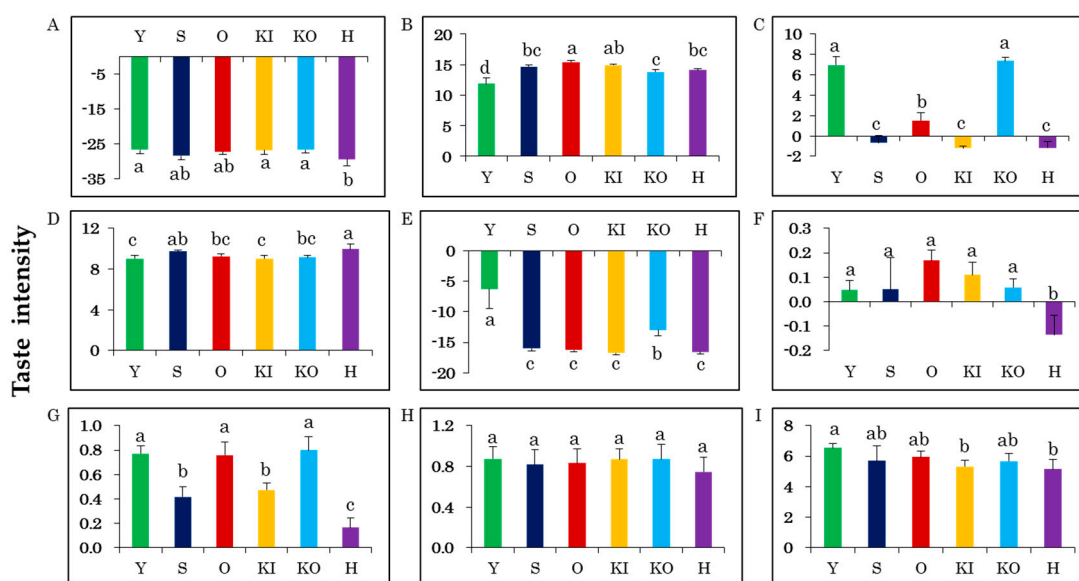 Taste intensity
A
Y S O KI KO H
-5
-15
-25
-35
a ab ab a a b
B
20
15
10
5
0
d bc a ab c bc
Y S O KI KO H
C
10
8
6
4
2
0
-2
a c b c a c
Y S O KI KO H
D
12
9
6
3
0
c ab bc c bc a
Y S O KI KO H
E
Y S O KI KO H
0
-5
-10
-15
-20
a c c c b c
F
0.3
0.2
0.1
0.0
-0.1
-0.2
a a a a a b
Y S O KI KO H
G
1.0
0.8
0.6
0.4
0.2
0.0
a b a b a c
Y S O KI KO H
H
1.2
0.8
0.4
0.0
a a a a a a
Y S O KI KO H
I
8
6
4
2
0
a ab ab b ab b
Y S O KI KO H